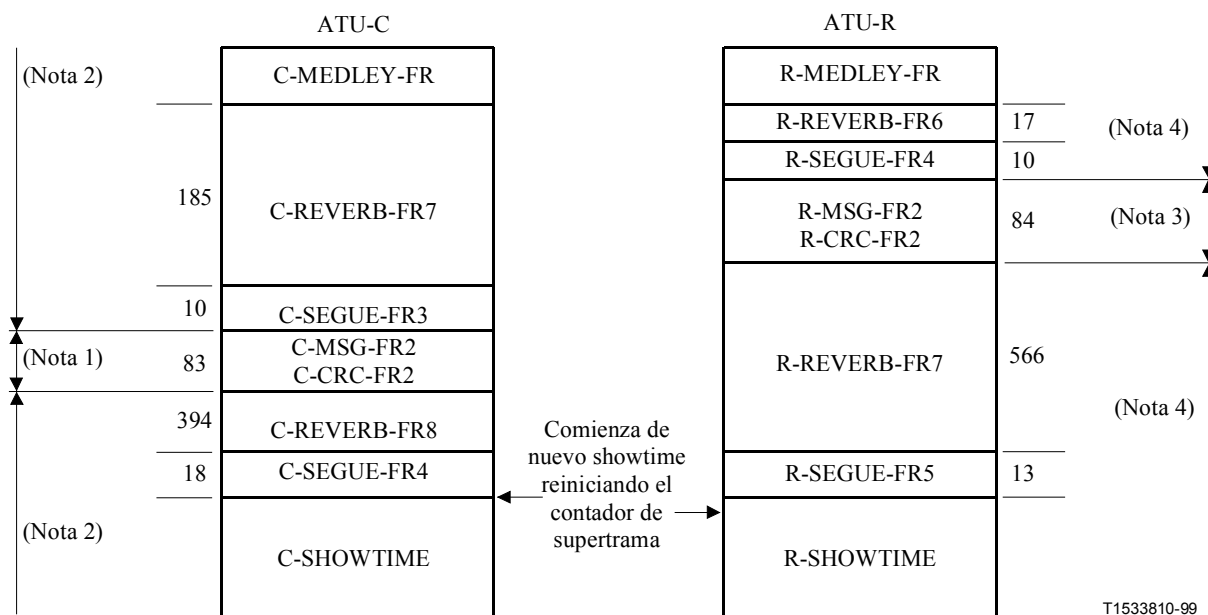 ATU-C
ATU-R
(Nota 2)
C-MEDLEY-FR
R-MEDLEY-FR
R-REVERB-FR6
17
(Nota 4)
R-SEGUE-FR4
10
185
C-REVERB-FR7
R-MSG-FR2
R-CRC-FR2
84
(Nota 3)
10
C-SEGUE-FR3
(Nota 1)
83
C-MSG-FR2
C-CRC-FR2
R-REVERB-FR7
566
(Nota 4)
394
C-REVERB-FR8
18
C-SEGUE-FR4
Comienza de
nuevo showtime
reiniciando el
contador de
supertrama
R-SEGUE-FR5
13
(Nota 2)
C-SHOWTIME
R-SHOWTIME
T1533810-99